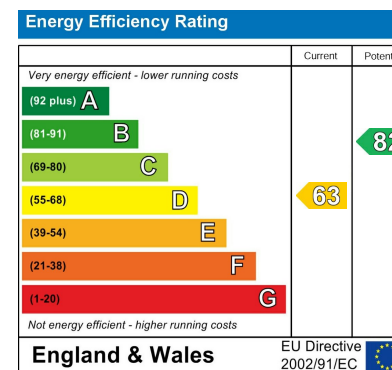 Energy Efficiency Rating
Current
Very energy efficient - lower running costs
(92 plus) A
(81-91) B
(69-80) C
(55-68) D
63
(39-54) E
(21-38) F
(1-20) G
Not energy efficient - higher running costs
England & Wales
EU Directive
2002/91/EC